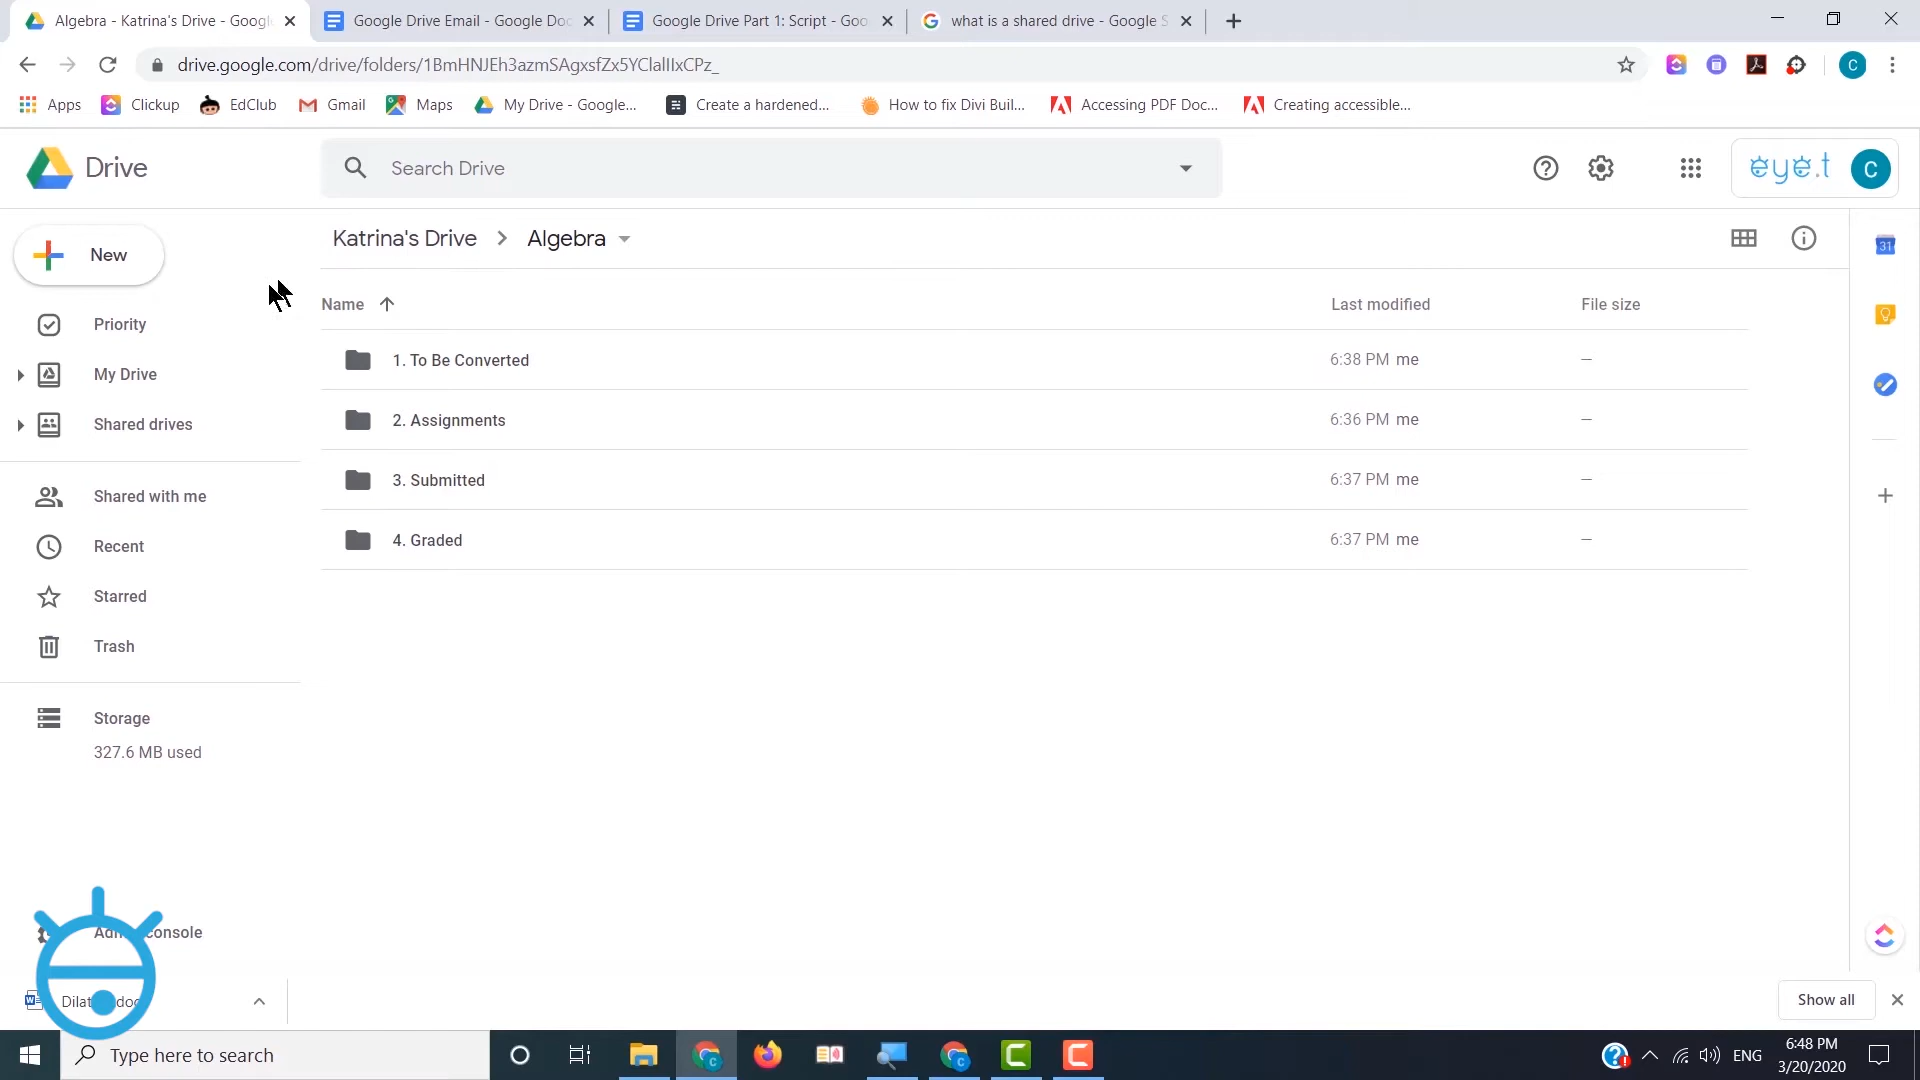 Algebra - Katrina's Drive - Googl
Google Drive Email - Google Doc
Google Drive Part 1: Script - Goo
what is a shared drive - Google S
drive.google.com/drive/folders/1BmHNJEh3azmSAgxsfZx5YClalIIxCPz_
C
Apps
Clickup
EdClub
Gmail
Maps
My Drive - Google...
Create a hardened...
How to fix Divi Buil...
Accessing PDF Doc...
Creating accessible...
Drive
Search Drive
eye.t
C
New
Katrina's Drive
Algebra
31
Name
Last modified
File size
Priority
1. To Be Converted
6:38 PM me
—
My Drive
2. Assignments
6:36 PM me
—
Shared drives
3. Submitted
6:37 PM me
—
Shared with me
4. Graded
6:37 PM me
—
Recent
Starred
Trash
Storage
327.6 MB used
console
Show all
Type here to search
ENG
6:48 PM
3/20/2020